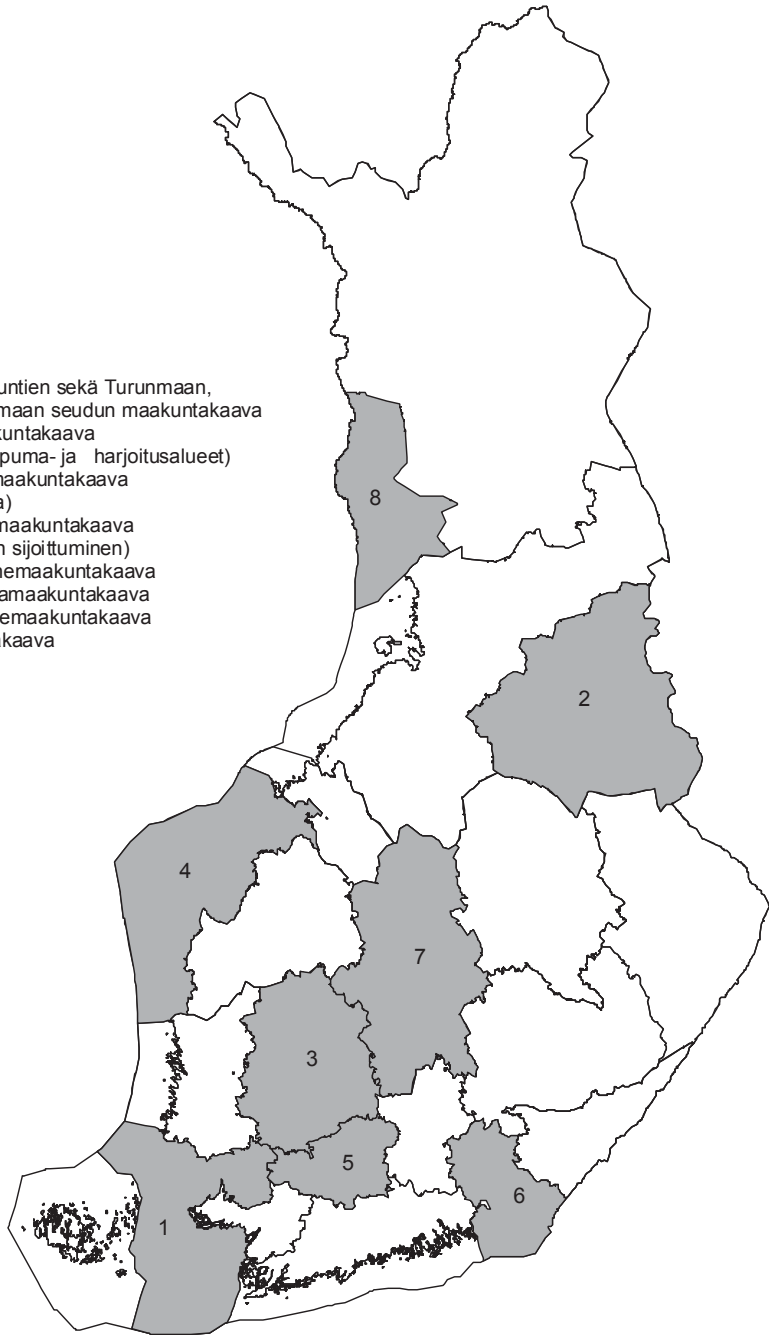 untien sekä Turunmaan,
maan seudun maakuntakaava
kuntakaava
puma- ja harjoitusalueet)
maakuntakaava
a)
maakuntakaava
n sijoittuminen)
nemaakuntakaava
amaakuntakaava
emaakuntakaava
kaava
8
2
4
7
3
5
6
1